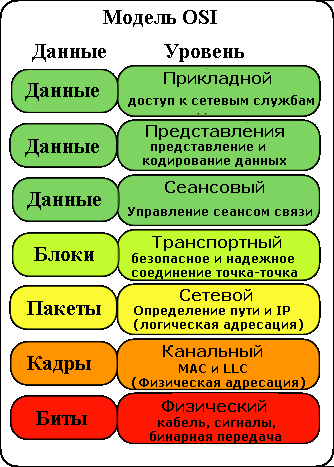 Модель OSI
Данные Уровень
Данные Прикладной
доступ к сетевым службам
Данные Представления
представление и
кодирование данных
Данные Сеансовый
Управление сеансом связи
Блоки Транспортный
безопасное и надежное
соединение точка-точка
Пакеты Сетевой
Определение пути и IP
(логическая адресация)
Кадры Канальный
MAC и LLC
(Физическая адресация)
Биты Физический
кабель, сигналы,
бинарная передача